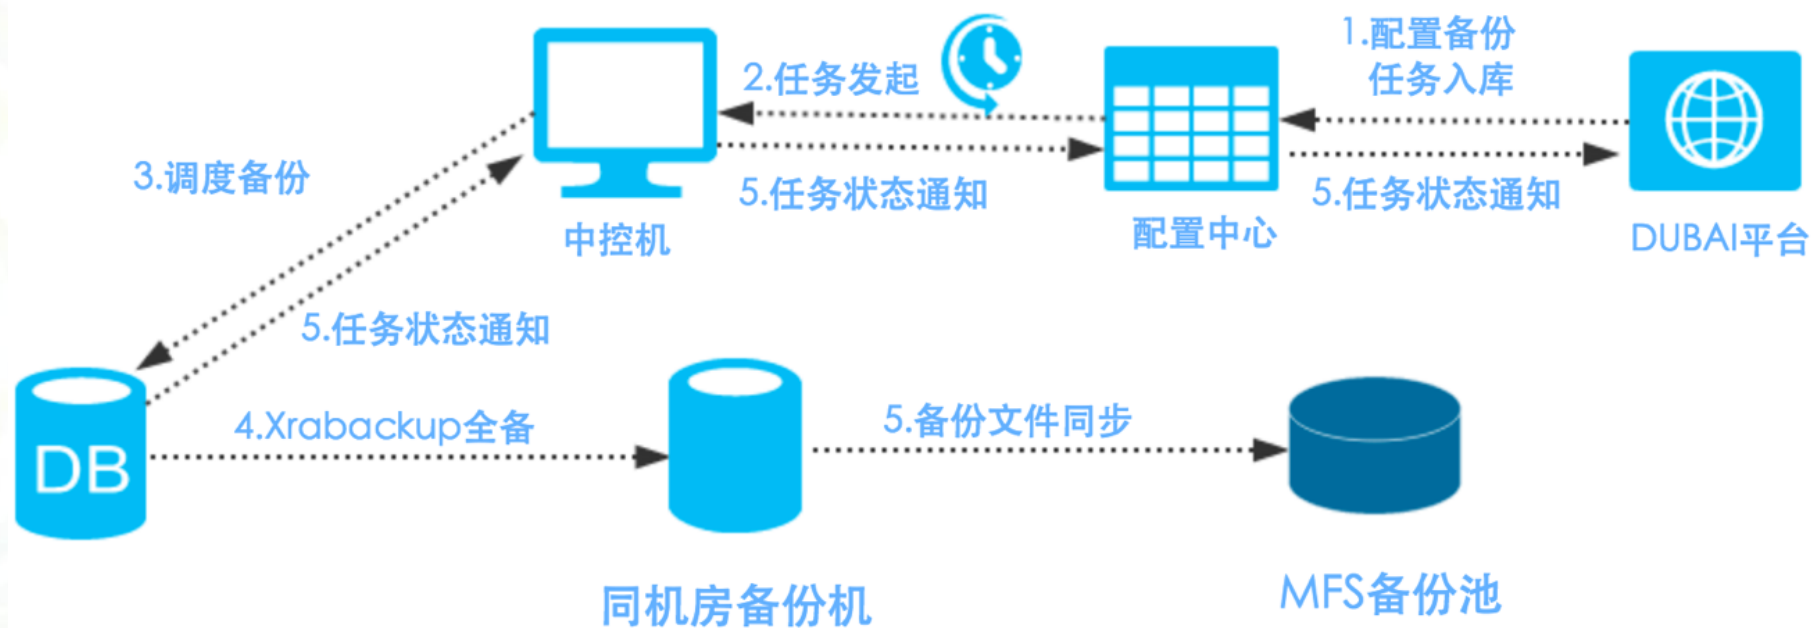 1.配置备份
任务入库
2.任务发起
3.调度备份
5.任务状态通知
5.任务状态通知
中控机
配置中心
DUBAI平台
5.任务状态通知
DB
4.Xrabackup全备
5.备份文件同步
同机房备份机
MFS备份池